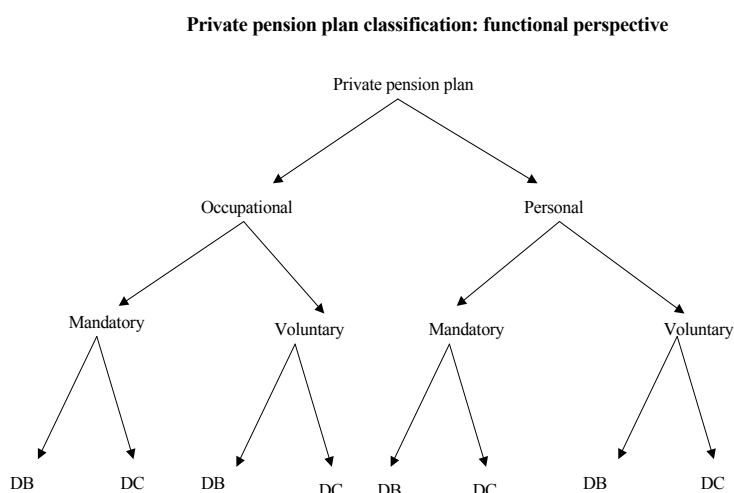 Private pension plan classification: functional perspective
Private pension plan
Occupational
Personal
Mandatory
Voluntary
Mandatory
Voluntary
DB
DC
DB
DC
DB
DC
DB
DC